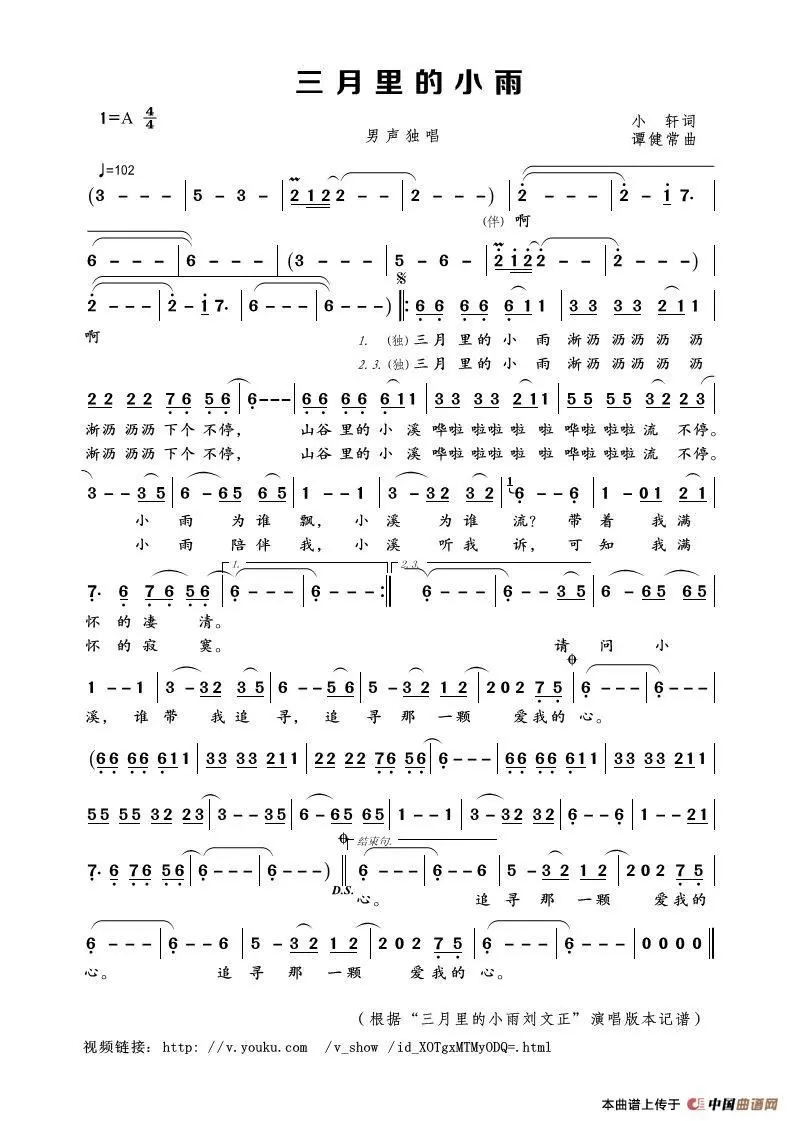 三月里的小雨
1=A 4/4
男声独唱
小 轩词
谭健常曲
♩=102
(3 - - - | 5 - 3 - | 2 1 2 2 - - | 2 - - - ) | 2 - - - | 2 - 1 7. |
(伴) 啊
6 - - - | 6 - - - | (3 - - - | 5 - 6 - | 2 1 2 2 - - | 2 - - - ) |
2 - - - | 2 - 1 7. | 6 - - - | 6 - - - ) ‖: 6 6 6 6 6 1 1 | 3 3 3 3 2 1 1 |
啊
1. (独) 三月 里的 小 雨 淅沥 沥沥 沥 沥
2.3. (独) 三月 里的 小 雨 淅沥 沥沥 沥 沥
2 2 2 2 7 6 5 6 | 6 - - - | 6 6 6 6 6 1 1 | 3 3 3 3 2 1 1 | 5 5 5 5 3 2 2 3 |
淅沥 沥沥 下个 不停, 山谷 里的 小 溪 哗啦 啦啦 啦 啦 哗啦 啦啦 流 不停。
淅沥 沥沥 下个 不停, 山谷 里的 小 溪 哗啦 啦啦 啦 啦 哗啦 啦啦 流 不停。
3 - - 3 5 | 6 - 6 5 6 5 | 1 - - 1 | 3 - 3 2 3 2 | 1 6 - - 6 | 1 - 0 1 2 1 |
小 雨 为谁 飘, 小 溪 为谁 流? 带 着 我满
小 雨 陪伴 我, 小 溪 听我 诉, 可 知 我满
7. 6 7 6 5 6 | 1. 6 - - - | 6 - - - :‖ 2.3. 6 - - - | 6 - - 3 5 | 6 - 6 5 6 5 |
怀 的 凄 清。
怀 的 寂 寞。 请 问 小
1 - - 1 | 3 - 3 2 3 5 | 6 - - 5 6 | 5 - 3 2 1 2 | 2 0 2 7 5 | 6 - - - | 6 - - - |
溪, 谁 带 我 追 寻, 追 寻 那 一 颗 爱我的 心。
(6 6 6 6 6 1 1 | 3 3 3 3 2 1 1 | 2 2 2 2 7 6 5 6 | 6 - - - | 6 6 6 6 6 1 1 | 3 3 3 3 2 1 1 |
5 5 5 5 3 2 2 3 | 3 - - 3 5 | 6 - 6 5 6 5 | 1 - - 1 | 3 - 3 2 3 2 | 6 - - 6 | 1 - - 2 1 |
7. 6 7 6 5 6 | 6 - - - | 6 - - - ) ‖ 结束句. 6 - - - | 6 - - 6 | 5 - 3 2 1 2 | 2 0 2 7 5 |
D.S. 心。 追 寻 那 一 颗 爱 我的
6 - - - | 6 - - 6 | 5 - 3 2 1 2 | 2 0 2 7 5 | 6 - - - | 6 - - - | 0 0 0 0 ‖
心。 追 寻 那 一 颗 爱 我的 心。
(根据“三月里的小雨刘文正”演唱版本记谱)
视频链接: http: //v.youku.com /v_show /id_XOTgxMTMyODQ=.html
本曲谱上传于 中国曲谱网